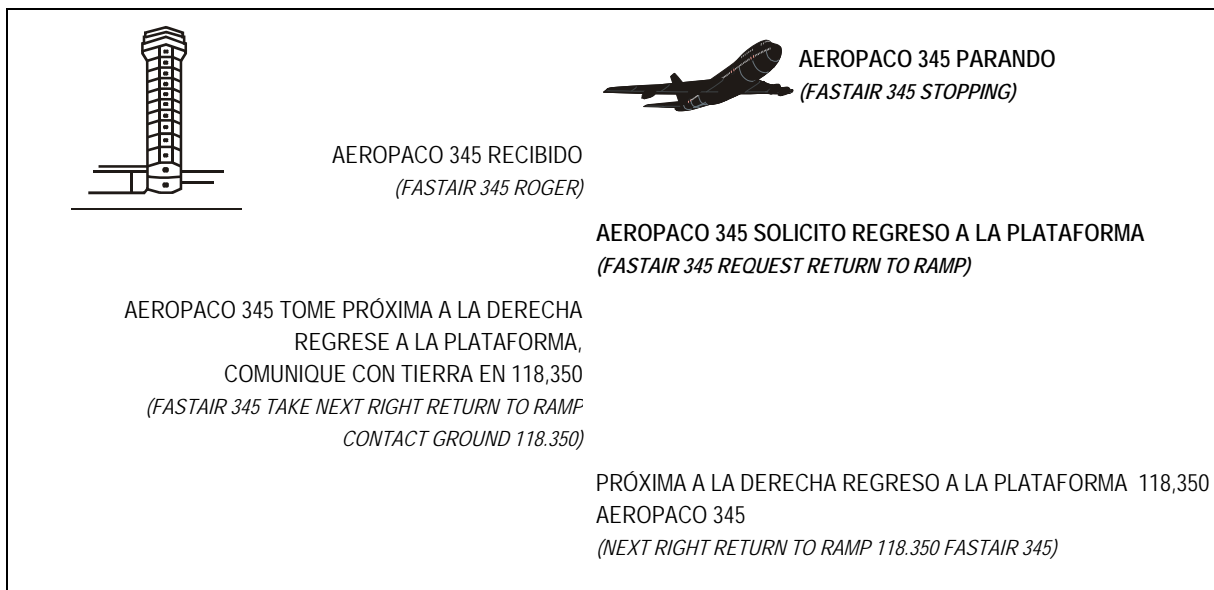 AEROPACO 345 PARANDO
(FASTAIR 345 STOPPING)
AEROPACO 345 RECIBIDO
(FASTAIR 345 ROGER)
AEROPACO 345 SOLICITO REGRESO A LA PLATAFORMA
(FASTAIR 345 REQUEST RETURN TO RAMP)
AEROPACO 345 TOME PRÓXIMA A LA DERECHA
REGRESE A LA PLATAFORMA,
COMUNIQUE CON TIERRA EN 118,350
(FASTAIR 345 TAKE NEXT RIGHT RETURN TO RAMP
CONTACT GROUND 118.350)
PRÓXIMA A LA DERECHA REGRESO A LA PLATAFORMA 118,350
AEROPACO 345
(NEXT RIGHT RETURN TO RAMP 118.350 FASTAIR 345)